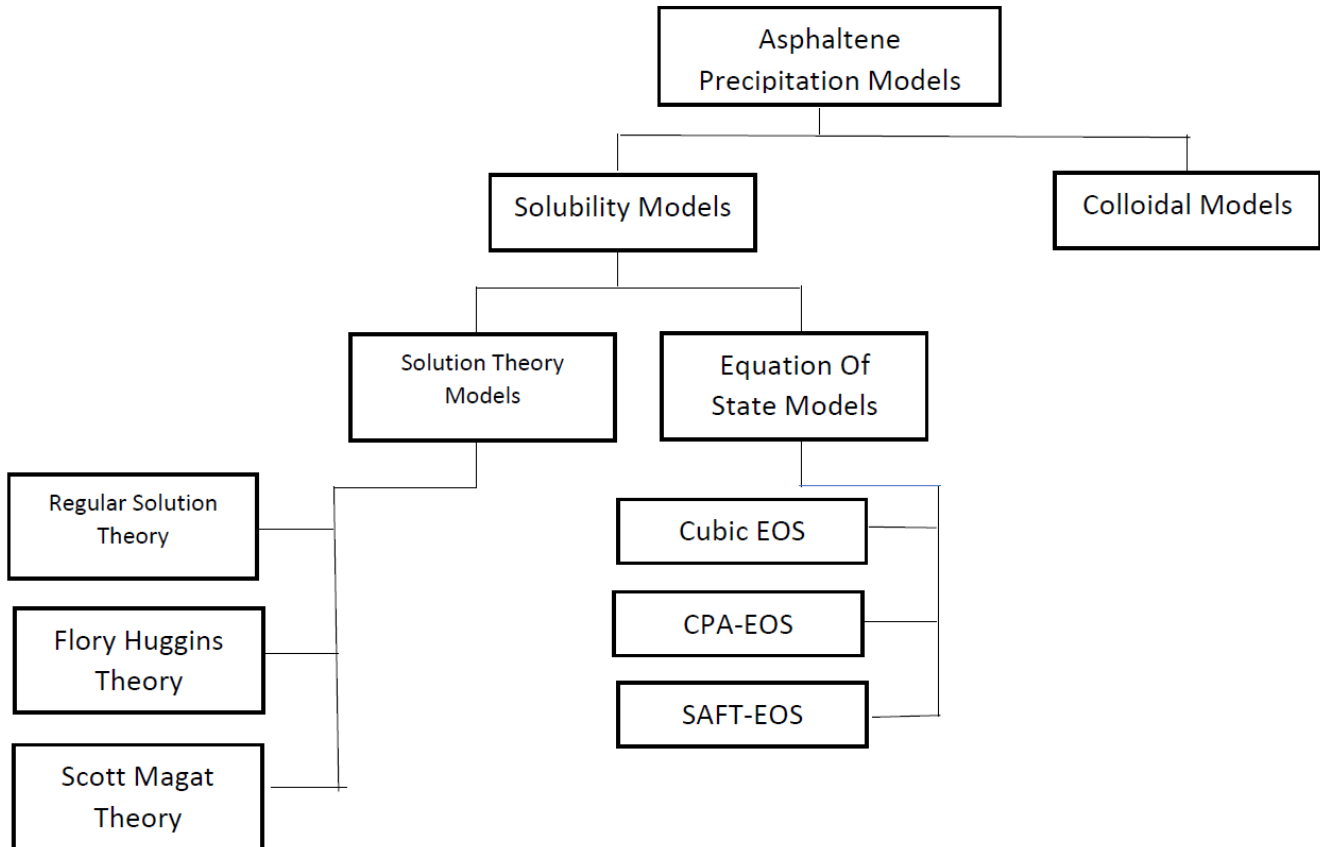 Asphaltene
Precipitation Models
Solubility Models
Colloidal Models
Solution Theory
Models
Equation Of
State Models
Regular Solution
Theory
Flory Huggins
Theory
Scott Magat
Theory
Cubic EOS
CPA-EOS
SAFT-EOS